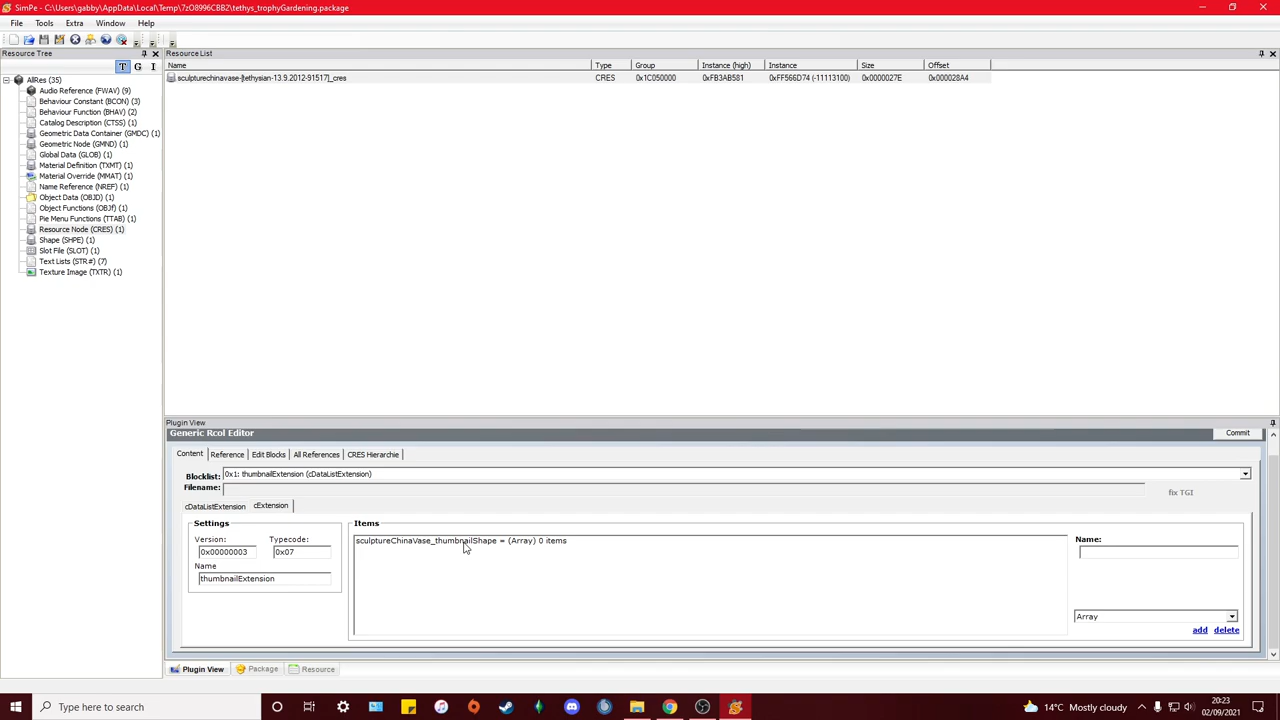 SimPe - C:\Users\gabby\AppData\Local\Temp\7zO8996CBB2\tethys_trophyGardening.package
File Tools Extra Window Help
Resource Tree
T G I
AllRes (35)
Audio Reference (FWAV) (9)
Behaviour Constant (BCON) (3)
Behaviour Function (BHAV) (2)
Catalog Description (CTSS) (1)
Geometric Data Container (GMDC) (1)
Geometric Node (GMND) (1)
Global Data (GLOB) (1)
Material Definition (TXMT) (1)
Material Override (MMAT) (1)
Name Reference (NREF) (1)
Object Data (OBJD) (1)
Object Functions (OBJf) (1)
Pie Menu Functions (TTAB) (1)
Resource Node (CRES) (1)
Shape (SHPE) (1)
Slot File (SLOT) (1)
Text Lists (STR#) (7)
Texture Image (TXTR) (1)
Resource List
Name Type Group Instance (high) Instance Size Offset
sculpturechinavase-[tethysian-13.9.2012-91517]_cres CRES 0x1C050000 0xFB3AB581 0xFF566D74 (-11113100) 0x0000027E 0x000028A4
Plugin View
Generic Rcol Editor Commit
Content Reference Edit Blocks All References CRES Hierarchie
Blocklist: 0x1: thumbnailExtension (cDataListExtension)
Filename: fix TGI
cDataListExtension cExtension
Settings
Version: Typecode:
0x00000003 0x07
Name
thumbnailExtension
Items
sculptureChinaVase_thumbnailShape = (Array) 0 items
Name:
Array
add delete
Plugin View Package Resource
Type here to search
14°C Mostly cloudy
20:23
02/09/2021